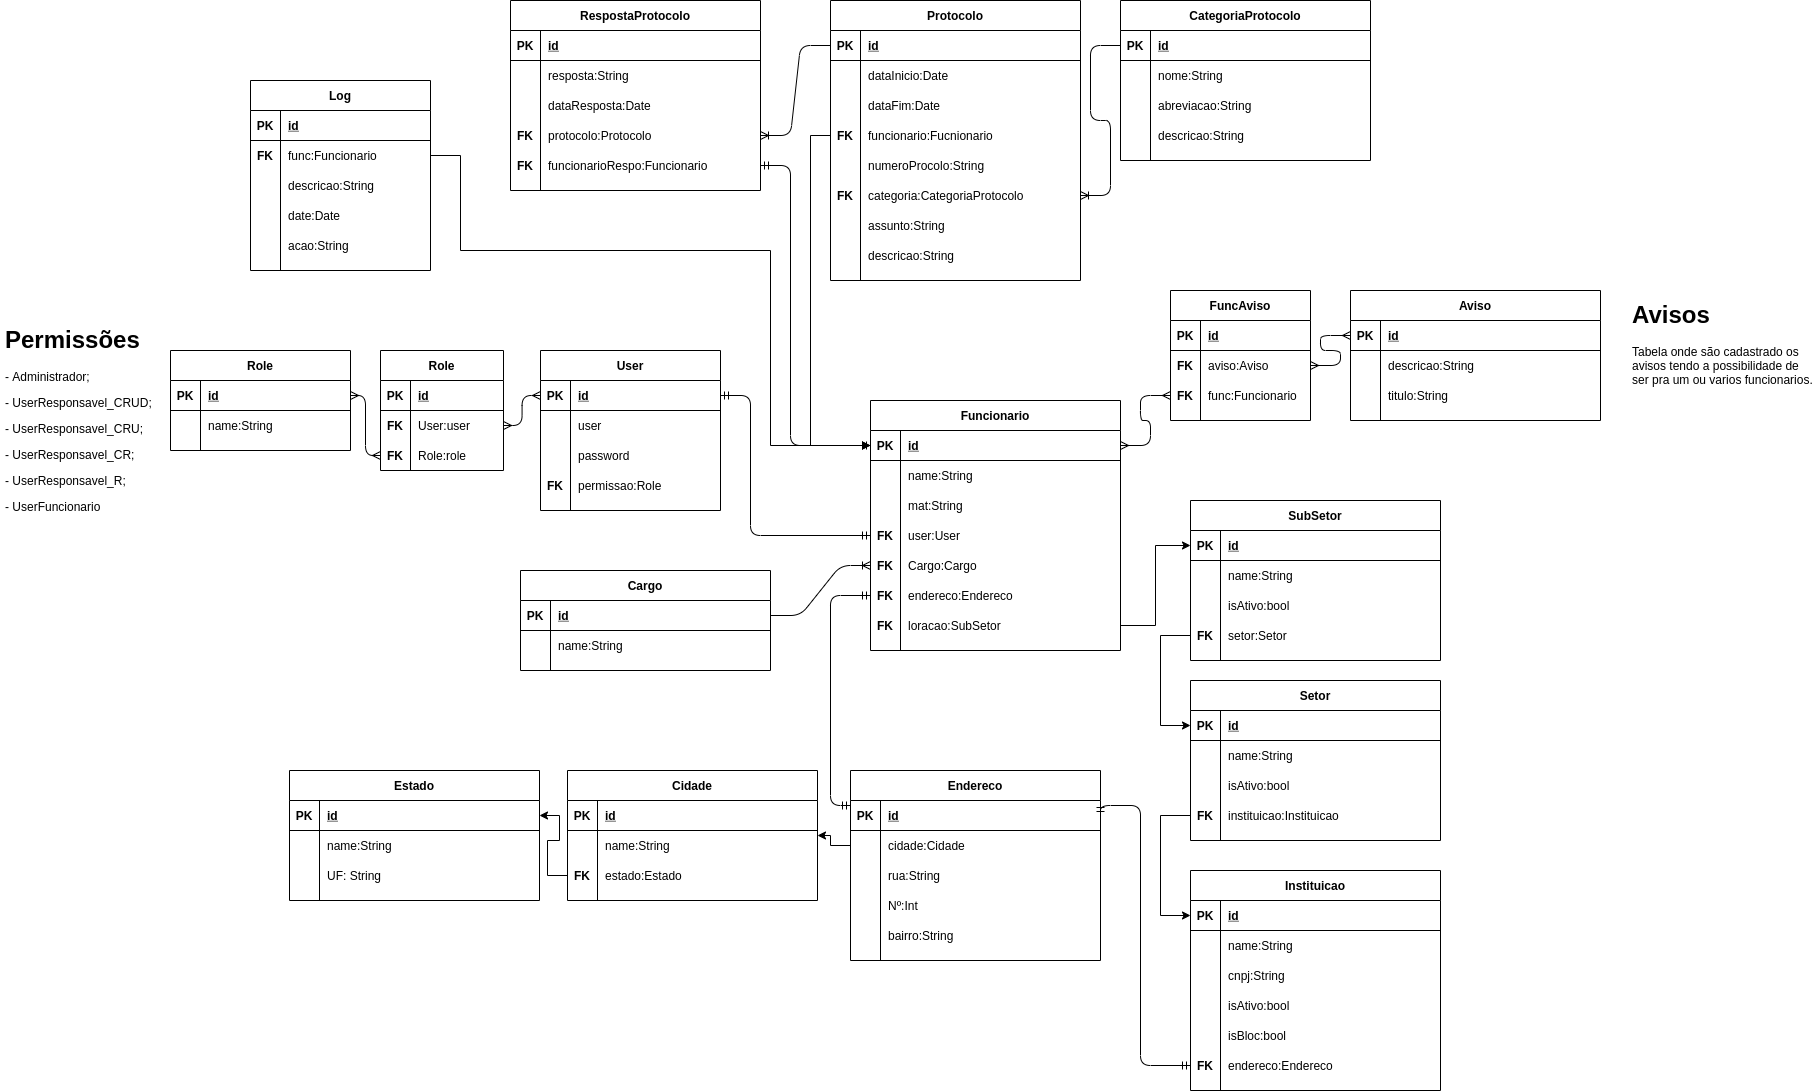 RespostaProtocolo
PK id
resposta:String
dataResposta:Date
FK protocolo:Protocolo
FK funcionarioRespo:Funcionario
Protocolo
PK id
dataInicio:Date
dataFim:Date
FK funcionario:Fucnionario
numeroProcolo:String
FK categoria:CategoriaProtocolo
assunto:String
descricao:String
CategoriaProtocolo
PK id
nome:String
abreviacao:String
descricao:String
Log
PK id
FK func:Funcionario
descricao:String
date:Date
acao:String
Permissões
- Administrador;
- UserResponsavel_CRUD;
- UserResponsavel_CRU;
- UserResponsavel_CR;
- UserResponsavel_R;
- UserFuncionario
Role
PK id
name:String
Role
PK id
FK User:user
FK Role:role
User
PK id
user
password
FK permissao:Role
Funcionario
PK id
name:String
mat:String
FK user:User
FK Cargo:Cargo
FK endereco:Endereco
FK loracao:SubSetor
FuncAviso
PK id
FK aviso:Aviso
FK func:Funcionario
Aviso
PK id
descricao:String
titulo:String
Avisos
Tabela onde são cadastrado os
avisos tendo a possibilidade de
ser pra um ou varios funcionarios.
Cargo
PK id
name:String
SubSetor
PK id
name:String
isAtivo:bool
FK setor:Setor
Setor
PK id
name:String
isAtivo:bool
FK instituicao:Instituicao
Estado
PK id
name:String
UF: String
Cidade
PK id
name:String
FK estado:Estado
Endereco
PK id
cidade:Cidade
rua:String
Nº:Int
bairro:String
Instituicao
PK id
name:String
cnpj:String
isAtivo:bool
isBloc:bool
FK endereco:Endereco